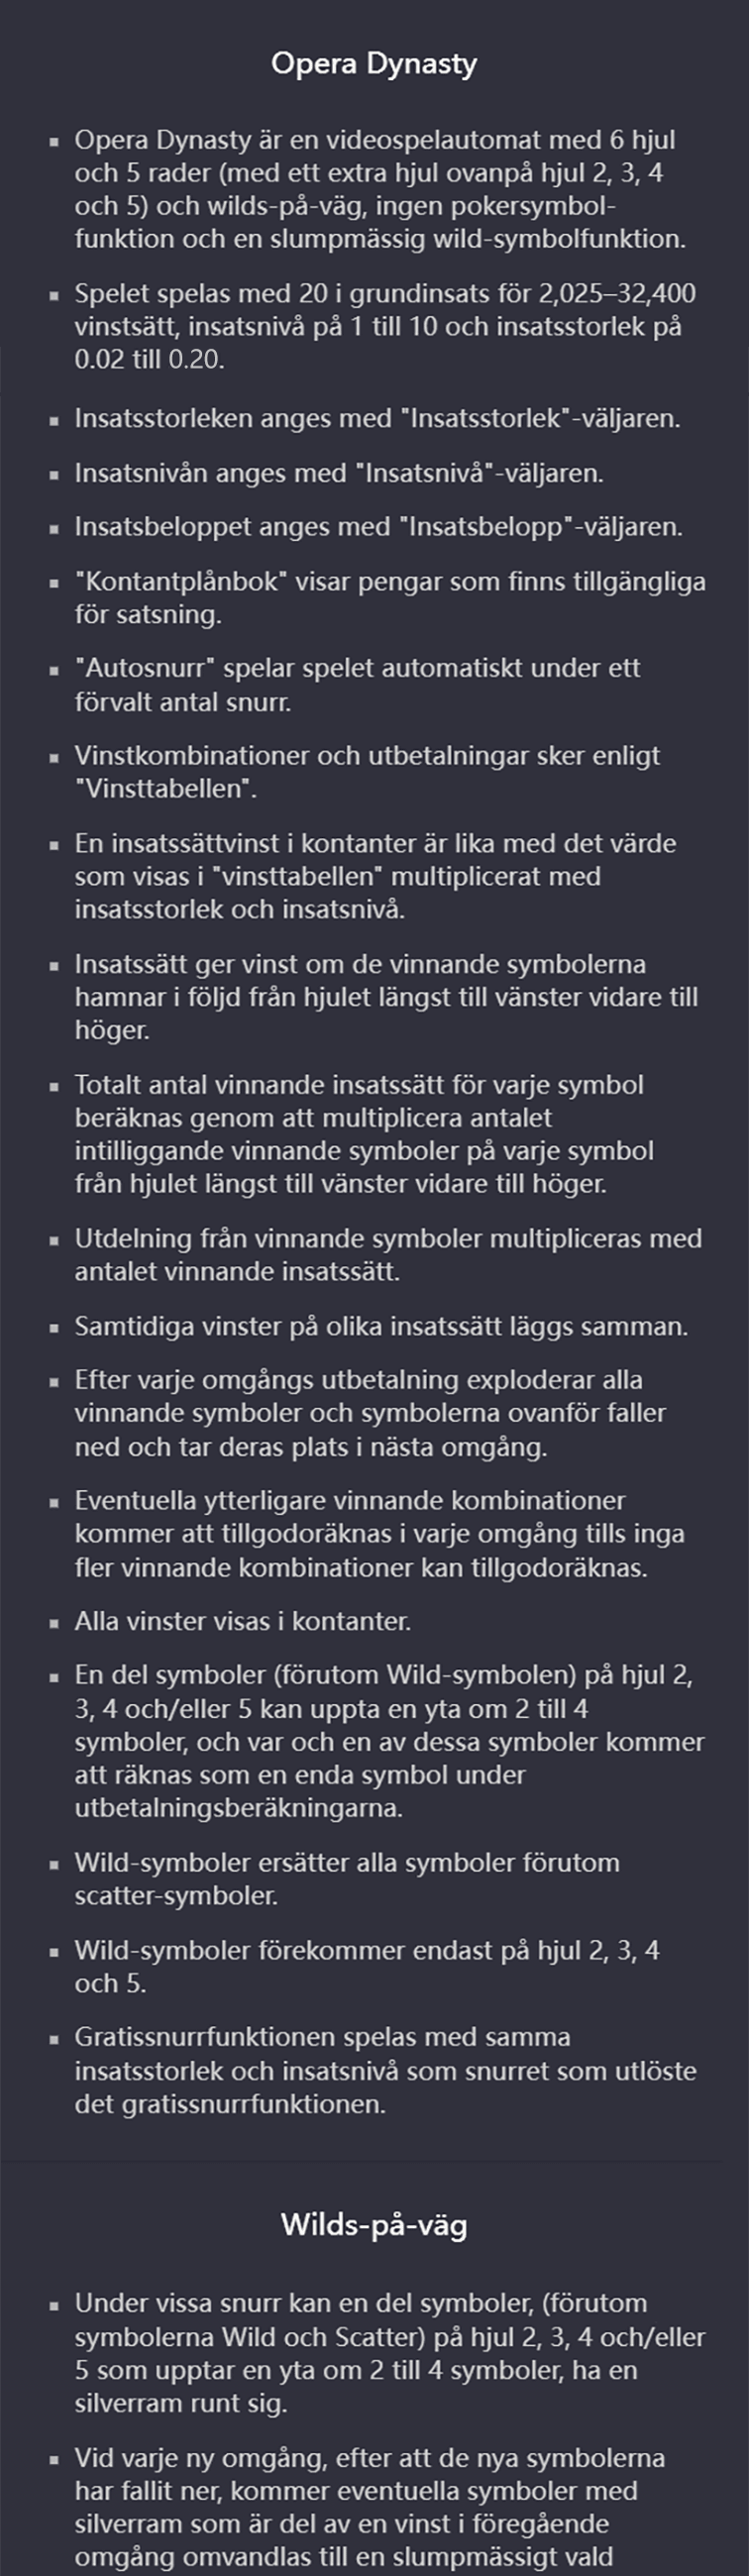 Opera Dynasty
▪ Opera Dynasty är en videospelautomat med 6 hjul
och 5 rader (med ett extra hjul ovanpå hjul 2, 3, 4
och 5) och wilds-på-väg, ingen pokersymbol-
funktion och en slumpmässig wild-symbolfunktion.
▪ Spelet spelas med 20 i grundinsats för 2,025–32,400
vinstsätt, insatsnivå på 1 till 10 och insatsstorlek på
0.02 till 0.20.
▪ Insatsstorleken anges med "Insatsstorlek"-väljaren.
▪ Insatsnivån anges med "Insatsnivå"-väljaren.
▪ Insatsbeloppet anges med "Insatsbelopp"-väljaren.
▪ "Kontantplånbok" visar pengar som finns tillgängliga
för satsning.
▪ "Autosnurr" spelar spelet automatiskt under ett
förvalt antal snurr.
▪ Vinstkombinationer och utbetalningar sker enligt
"Vinsttabellen".
▪ En insatssättvinst i kontanter är lika med det värde
som visas i "vinsttabellen" multiplicerat med
insatsstorlek och insatsnivå.
▪ Insatssätt ger vinst om de vinnande symbolerna
hamnar i följd från hjulet längst till vänster vidare till
höger.
▪ Totalt antal vinnande insatssätt för varje symbol
beräknas genom att multiplicera antalet
intilliggande vinnande symboler på varje symbol
från hjulet längst till vänster vidare till höger.
▪ Utdelning från vinnande symboler multipliceras med
antalet vinnande insatssätt.
▪ Samtidiga vinster på olika insatssätt läggs samman.
▪ Efter varje omgångs utbetalning exploderar alla
vinnande symboler och symbolerna ovanför faller
ned och tar deras plats i nästa omgång.
▪ Eventuella ytterligare vinnande kombinationer
kommer att tillgodoräknas i varje omgång tills inga
fler vinnande kombinationer kan tillgodoräknas.
▪ Alla vinster visas i kontanter.
▪ En del symboler (förutom Wild-symbolen) på hjul 2,
3, 4 och/eller 5 kan uppta en yta om 2 till 4
symboler, och var och en av dessa symboler kommer
att räknas som en enda symbol under
utbetalningsberäkningarna.
▪ Wild-symboler ersätter alla symboler förutom
scatter-symboler.
▪ Wild-symboler förekommer endast på hjul 2, 3, 4
och 5.
▪ Gratissnurrfunktionen spelas med samma
insatsstorlek och insatsnivå som snurret som utlöste
det gratissnurrfunktionen.
Wilds-på-väg
▪ Under vissa snurr kan en del symboler, (förutom
symbolerna Wild och Scatter) på hjul 2, 3, 4 och/eller
5 som upptar en yta om 2 till 4 symboler, ha en
silverram runt sig.
▪ Vid varje ny omgång, efter att de nya symbolerna
har fallit ner, kommer eventuella symboler med
silverram som är del av en vinst i föregående
omgång omvandlas till en slumpmässigt vald